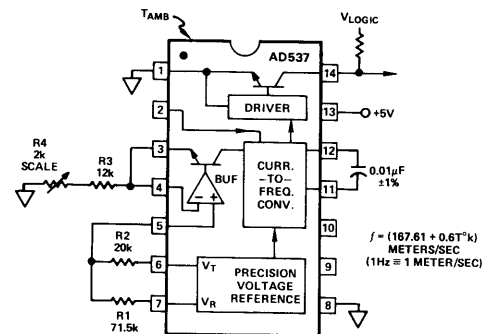 TAMB
VLOGIC
AD537
1
14
DRIVER
2
13
+5V
R4
2k
SCALE
R3
12k
3
12
BUF
CURR.
-TO-
FREQ.
CONV.
0.01µF
±1%
4
11
- +
5
10
R2
20k
f = (167.61 + 0.6T°k)
METERS/SEC
(1Hz ≡ 1 METER/SEC)
6
VT
PRECISION
VOLTAGE
REFERENCE
9
7
VR
8
R1
71.5k